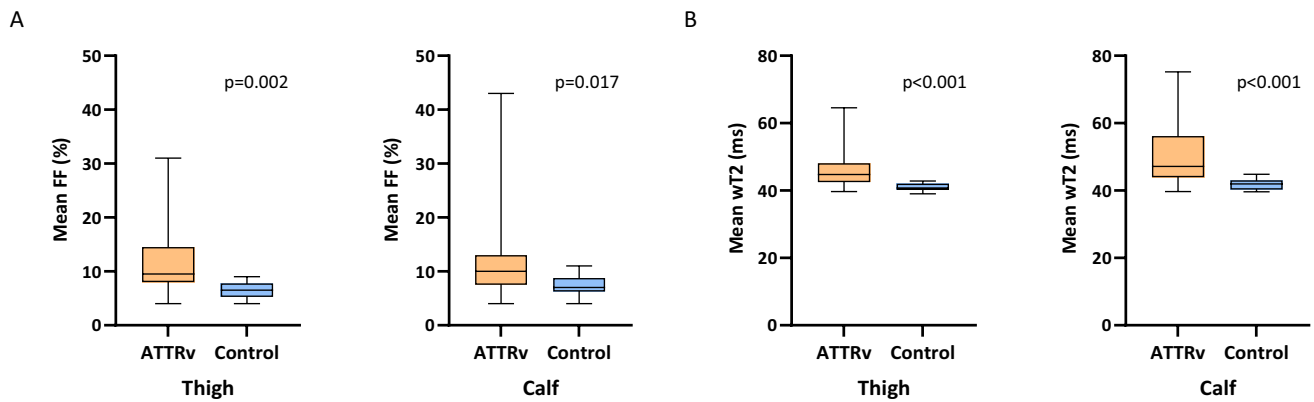 A
50
40
30
20
10
0
Mean FF (%)
p=0.002
ATTRv Control
Thigh
50
40
30
20
10
0
Mean FF (%)
p=0.017
ATTRv Control
Calf
B
80
60
40
20
0
Mean wT2 (ms)
p<0.001
ATTRv Control
Thigh
80
60
40
20
0
Mean wT2 (ms)
p<0.001
ATTRv Control
Calf